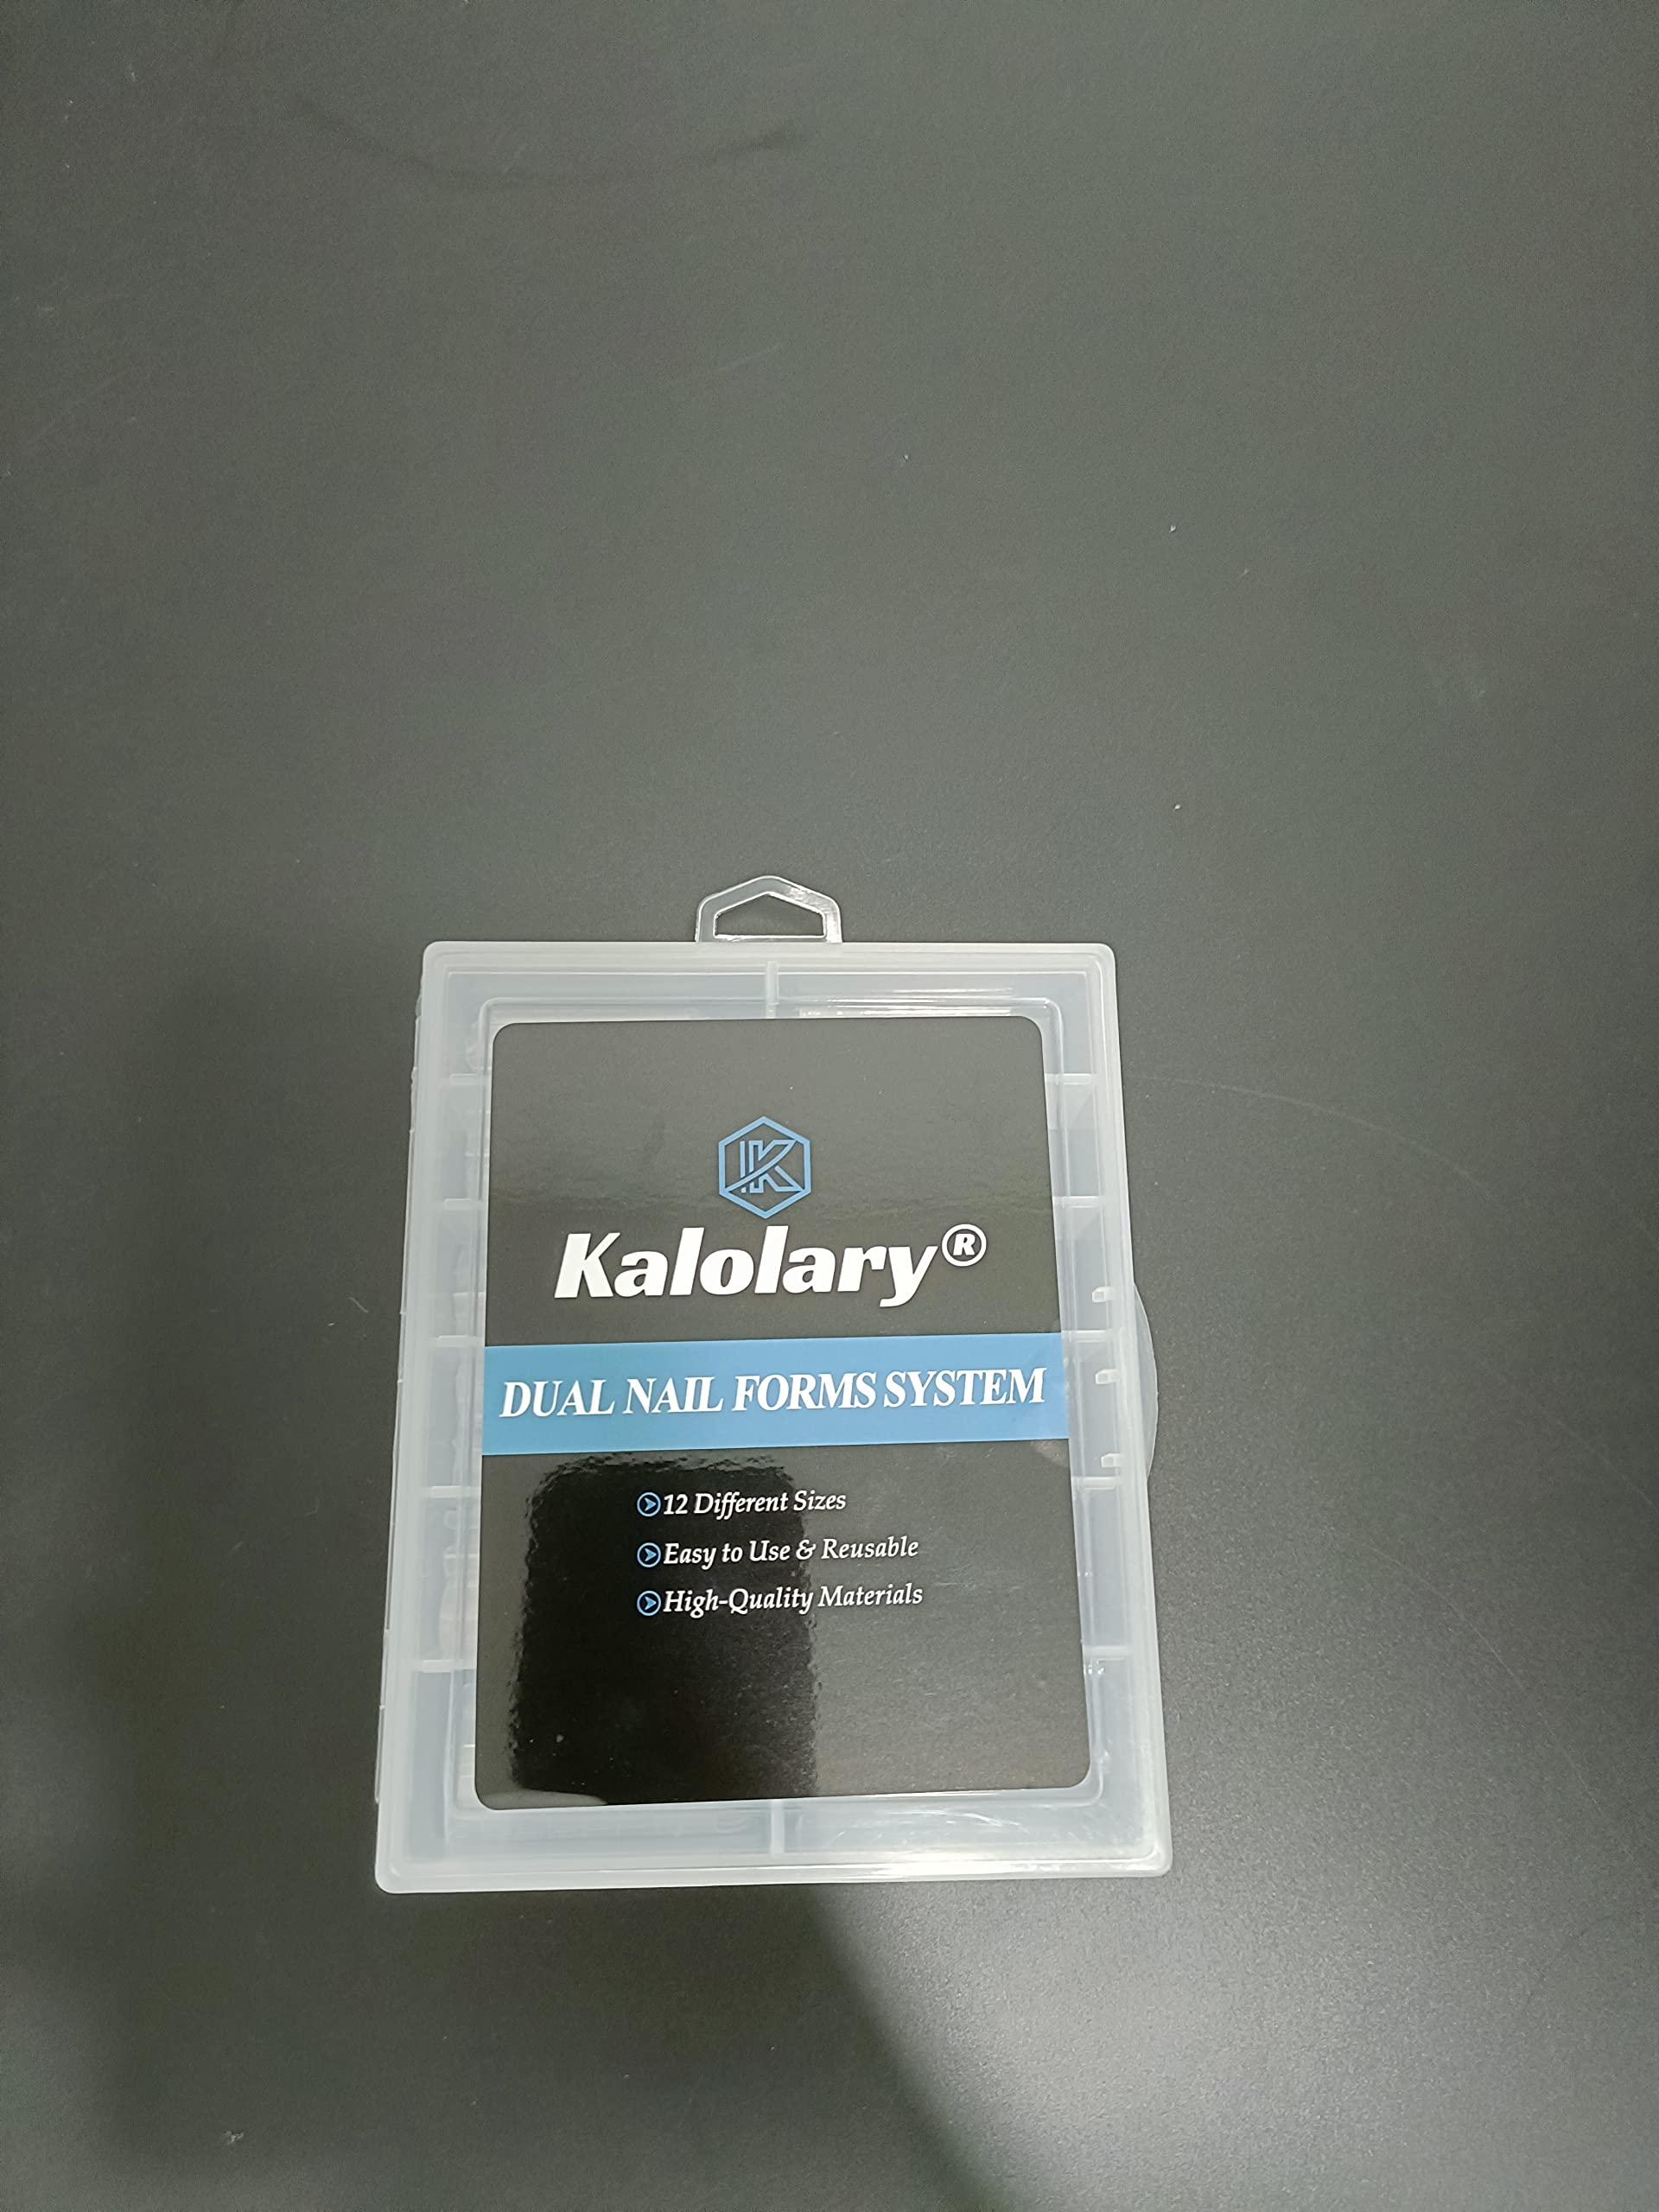 K
Kalolary®
DUAL NAIL FORMS SYSTEM
12 Different Sizes
Easy to Use & Reusable
High-Quality Materials